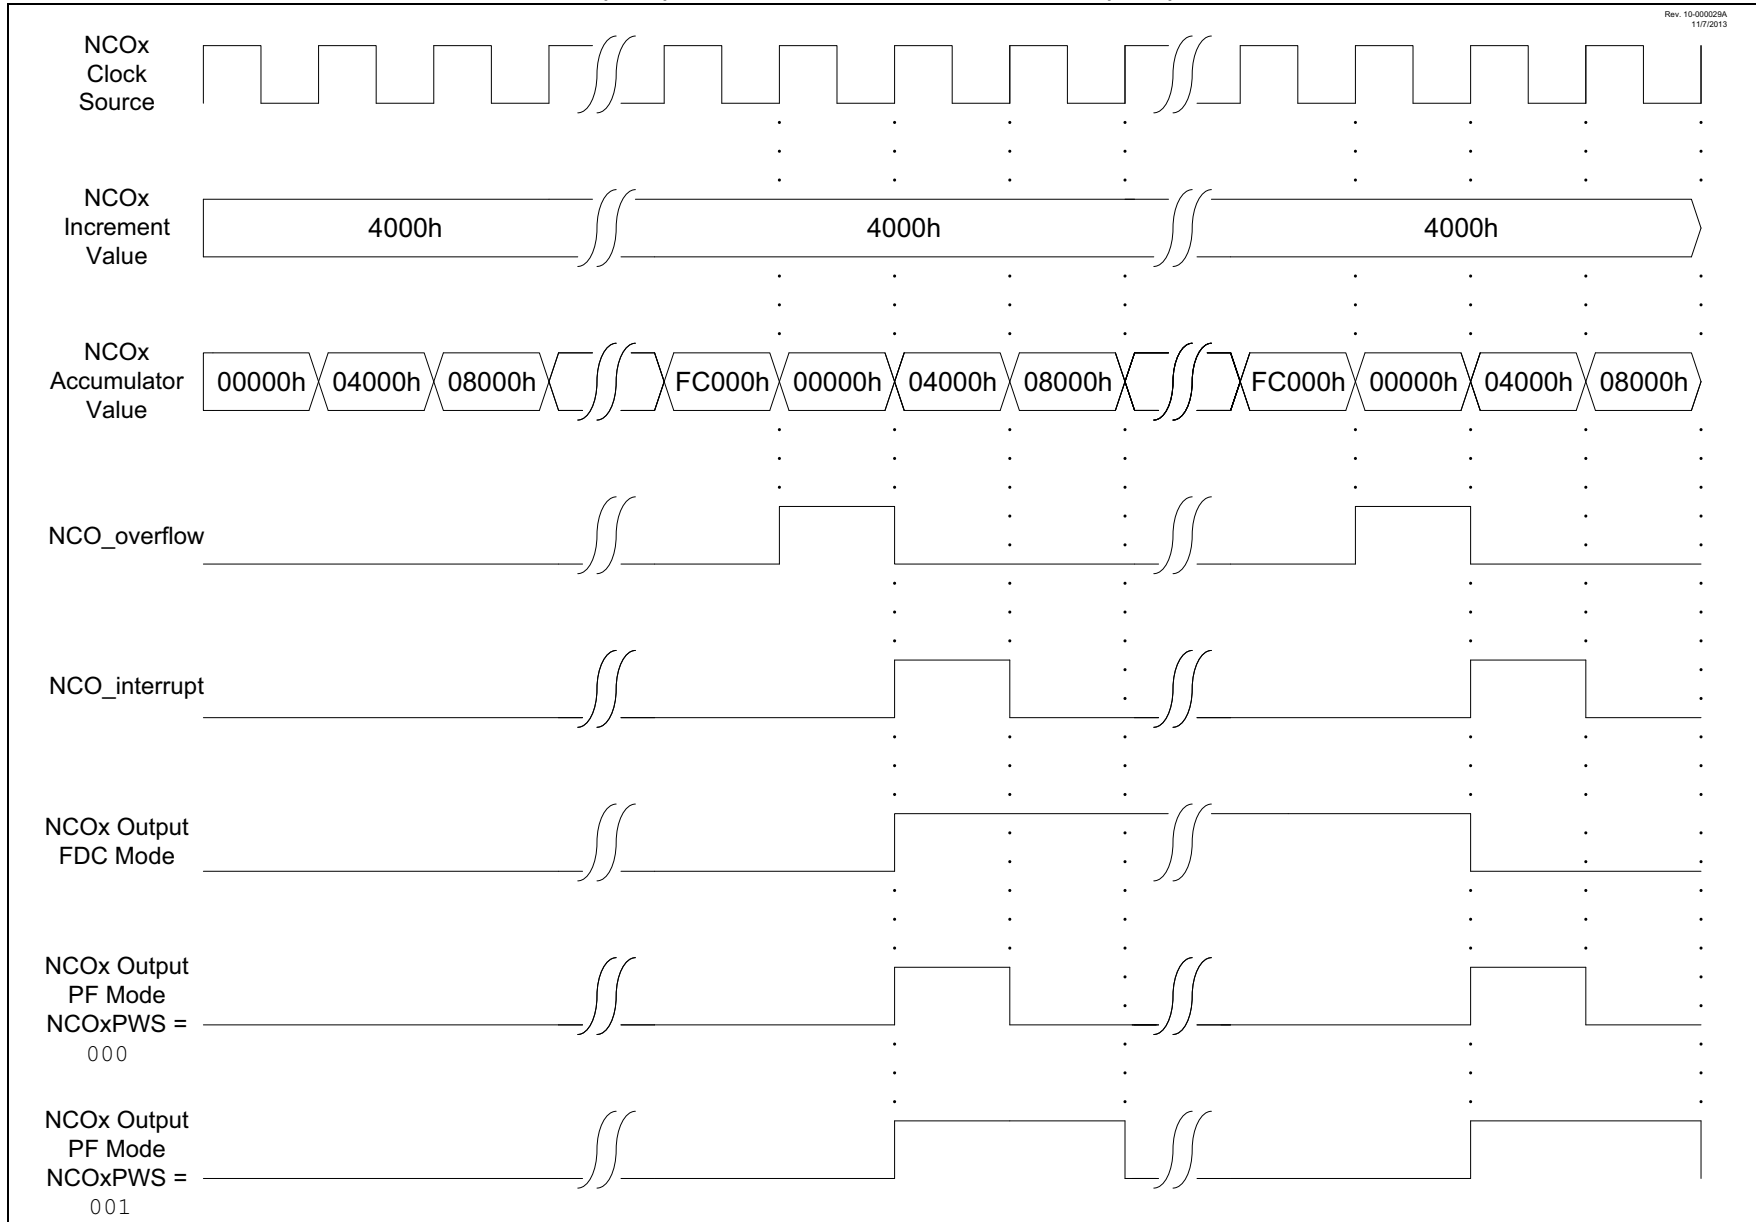 Rev. 10-000029A
11/7/2013
NCOx
Clock
Source
NCOx
Increment
Value
4000h
4000h
4000h
NCOx
Accumulator
Value
00000h
04000h
08000h
FC000h
00000h
04000h
08000h
FC000h
00000h
04000h
08000h
NCO_overflow
NCO_interrupt
NCOx Output
FDC Mode
NCOx Output
PF Mode
NCOxPWS =
000
NCOx Output
PF Mode
NCOxPWS =
001